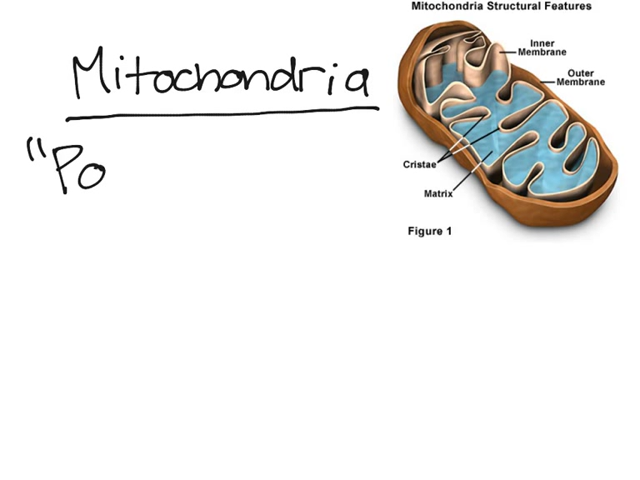 Mitochondria Structural Features
Mitochondria
Inner
Membrane
Outer
Membrane
"Po
Cristae
Matrix
Figure 1